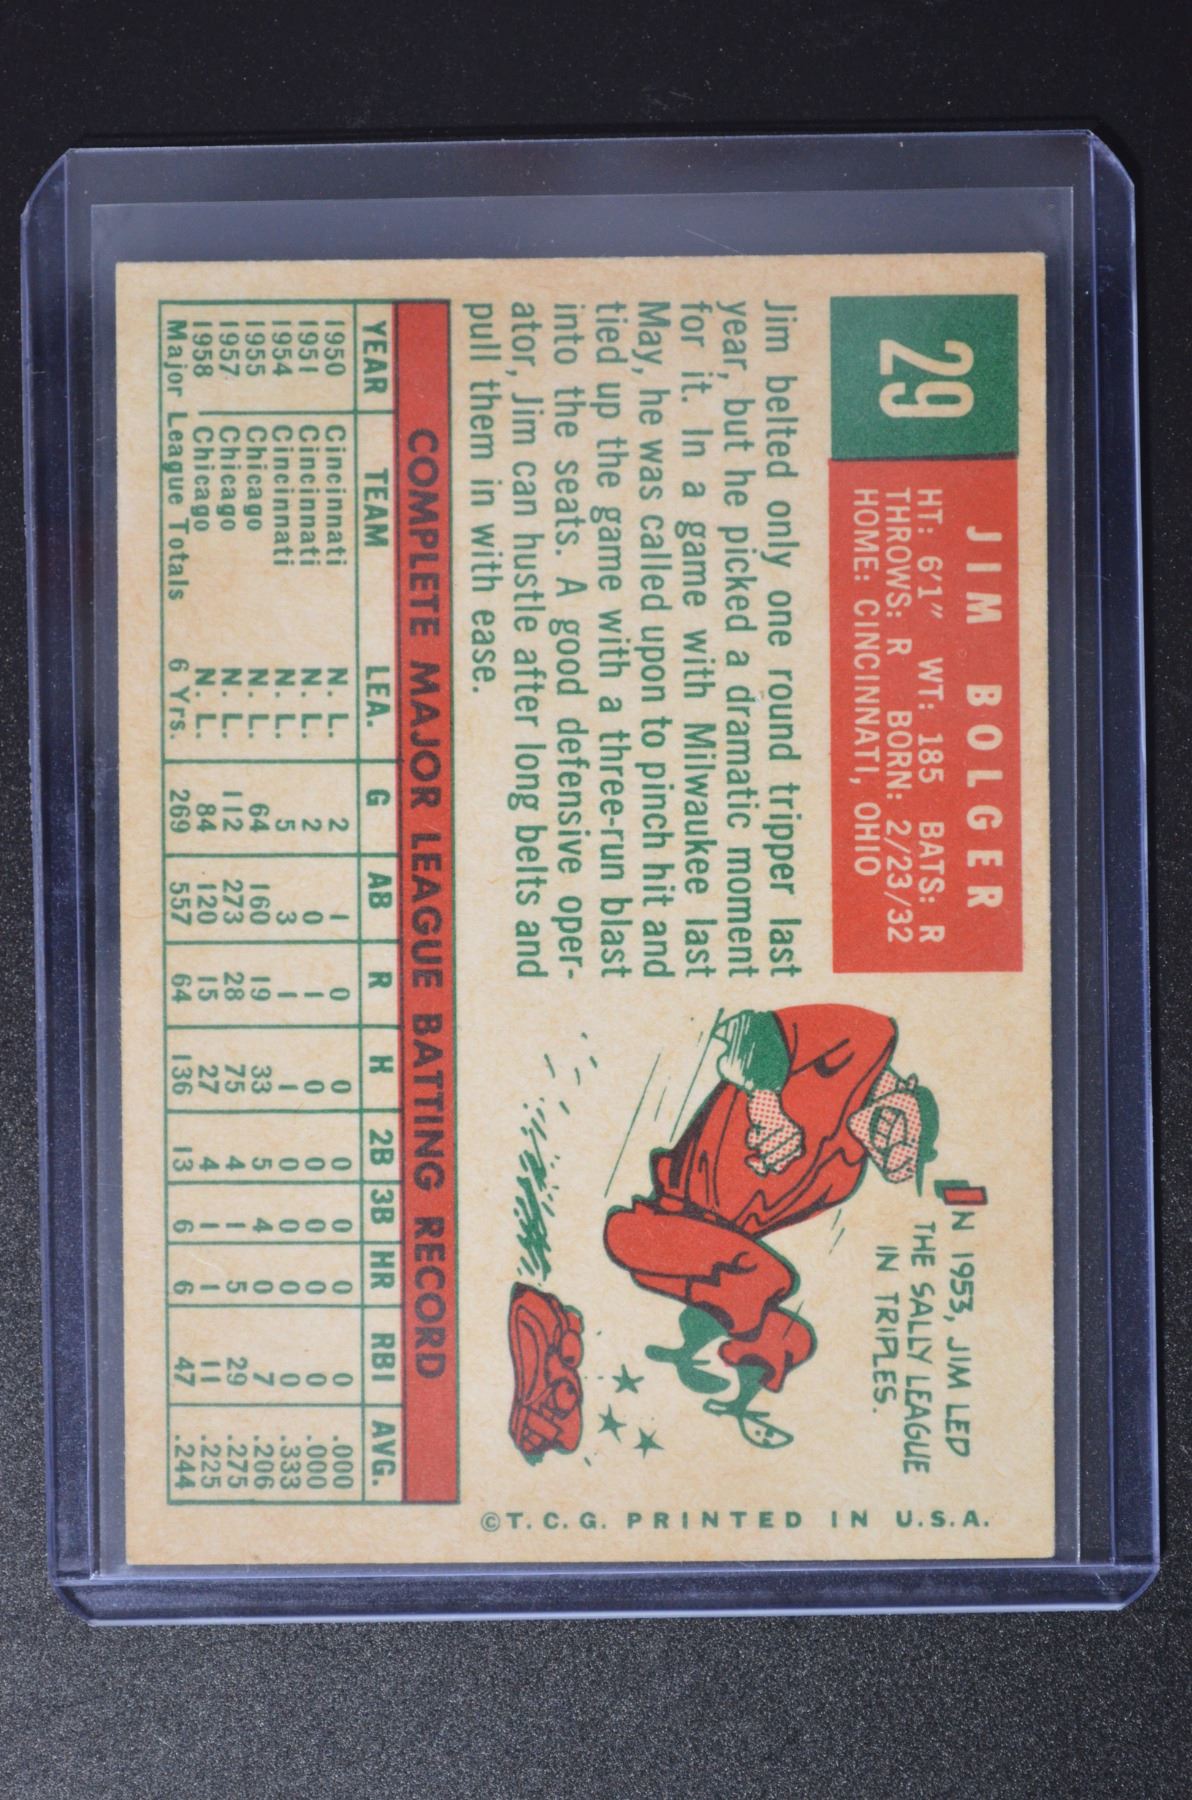 29
JIM BOLGER
HT: 6'1" WT: 185 BATS: R
THROWS: R BORN: 2/23/32
HOME: CINCINNATI, OHIO
Jim belted only one round tripper last
year, but he picked a dramatic moment
for it. In a game with Milwaukee last
May, he was called upon to pinch hit and
tied up the game with a three-run blast
into the seats. A good defensive oper-
ator, Jim can hustle after long belts and
pull them in with ease.
IN 1953, JIM LED
THE SALLY LEAGUE
IN TRIPLES.
COMPLETE MAJOR LEAGUE BATTING RECORD
YEAR TEAM LEA. G AB R H 2B 3B HR RBI AVG.
1950 Cincinnati N. L. 2 1 0 0 0 0 0 0 .000
1951 Cincinnati N. L. 2 0 1 0 0 0 0 0 .000
1954 Cincinnati N. L. 5 3 1 1 0 0 0 0 .333
1955 Chicago N. L. 64 160 19 33 5 4 0 7 .206
1957 Chicago N. L. 112 273 28 75 4 1 5 29 .275
1958 Chicago N. L. 84 120 15 27 4 1 1 11 .225
Major League Totals 6 Yrs. 269 557 64 136 13 6 6 47 .244
©T. C. G. PRINTED IN U.S.A.